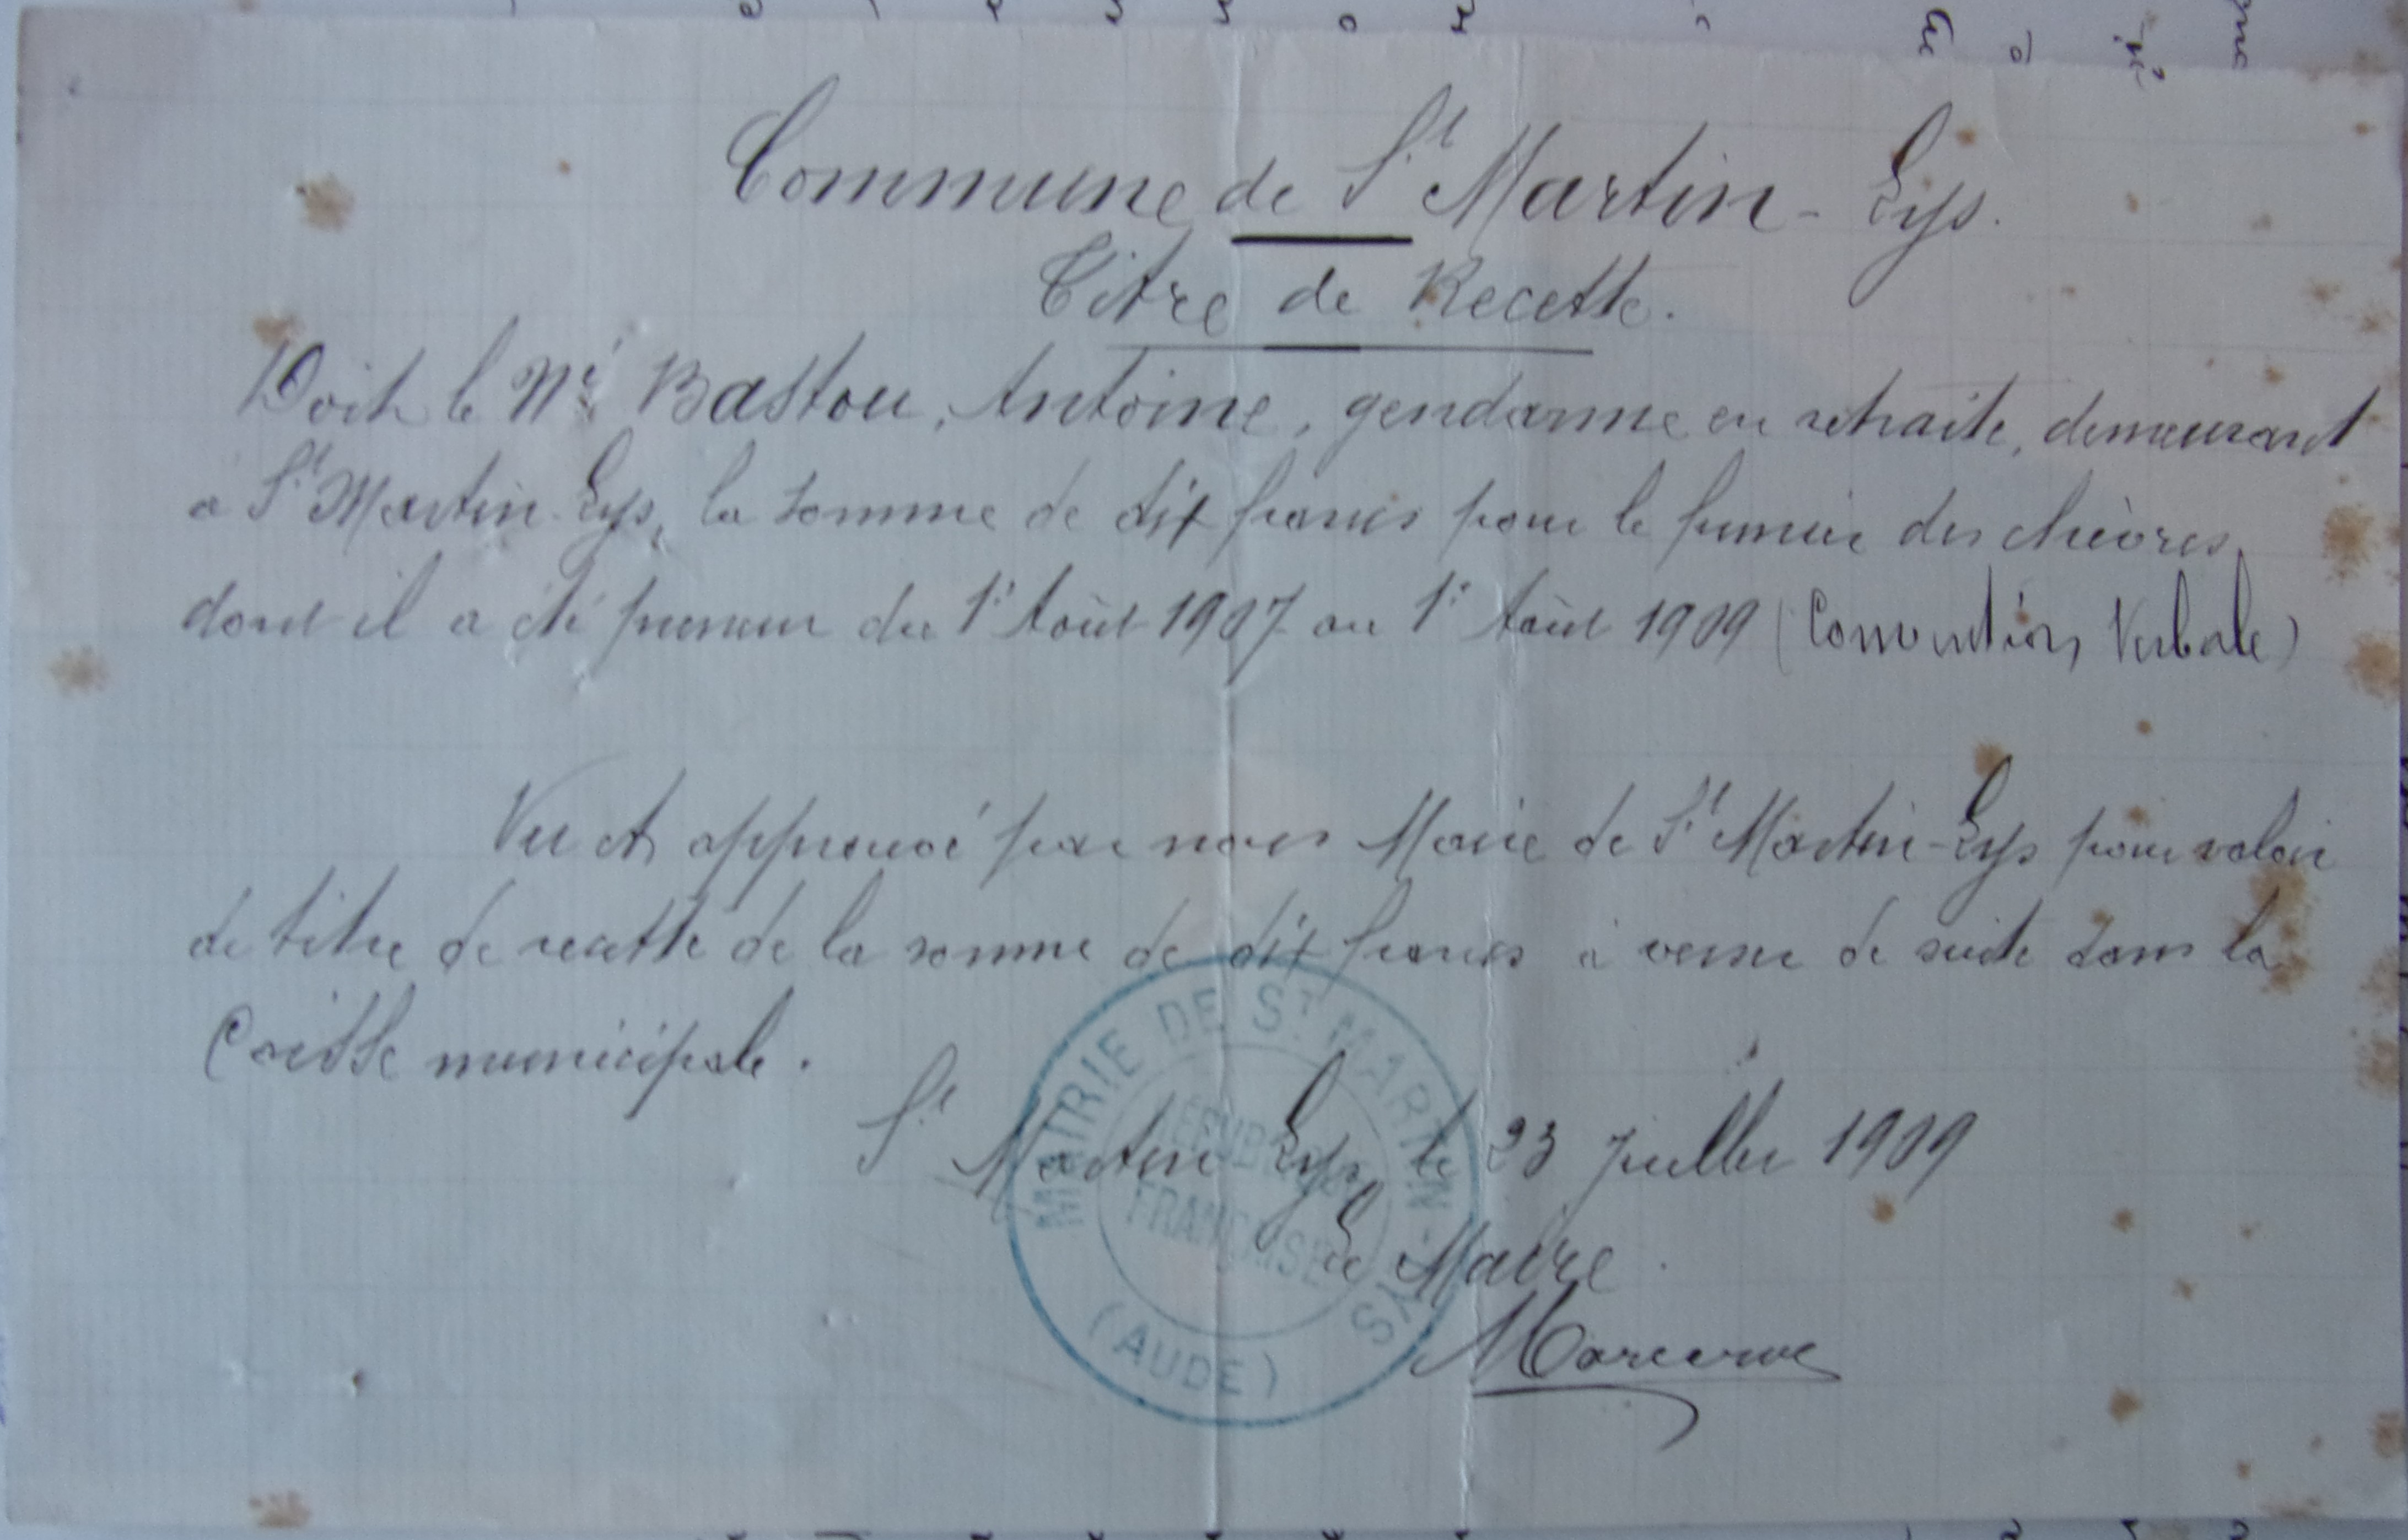 Commune de St Martin-Lys.
Titre de Recette.
Doit le Mé Bastou, Antoine, gendarme en retraite, demeurant
a St Martin-Lys, la somme de dix francs pour le fumier des chèvres,
dont il a été preneur du 1er Août 1907 au 1er Août 1909 (Convention Verbale)
Vu et approuvé par nous Maire de St Martin-Lys pour valoir
de titre de recette de la somme de dix francs à verser de suite dans la
Caisse municipale.
St Martin Lys, le 23 Juillet 1909
Le Maire
MAIRIE DE ST MARTIN-LYS
RÉPUBLIQUE
FRANÇAISE
(AUDE)